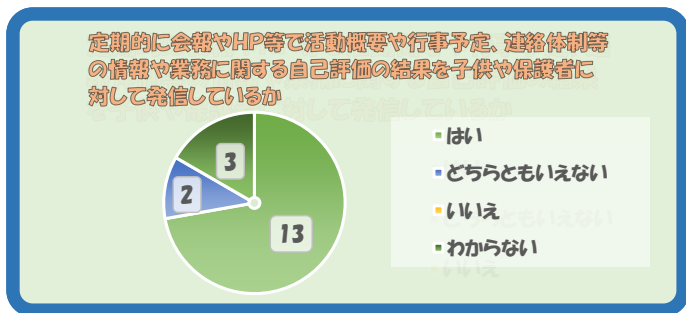 定期的に会報やHP等で活動概要や行事予定、連絡体制等
の情報や業務に関する自己評価の結果を子供や保護者に
対して発信しているか
3
2
13
はい
どちらともいえない
いいえ
わからない